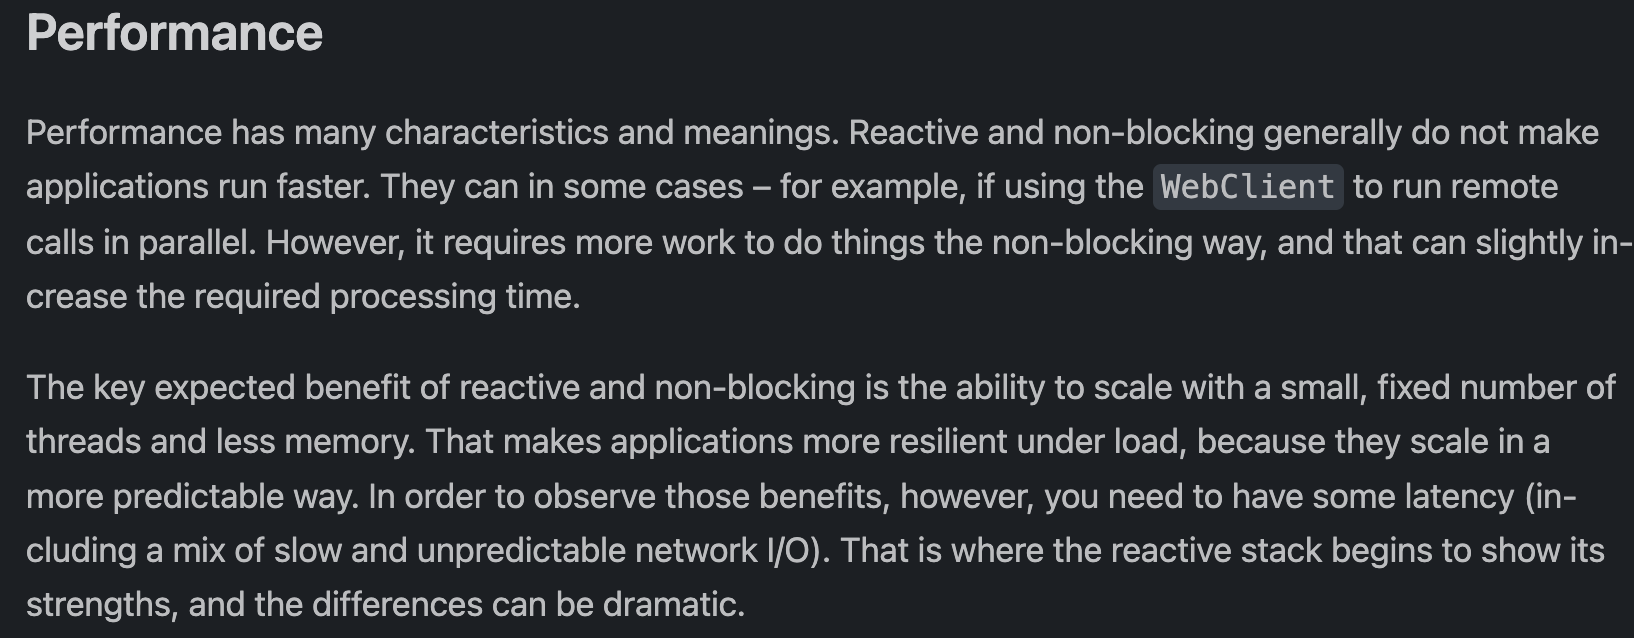 Performance
Performance has many characteristics and meanings. Reactive and non-blocking generally do not make
applications run faster. They can in some cases – for example, if using the WebClient to run remote
calls in parallel. However, it requires more work to do things the non-blocking way, and that can slightly in-
crease the required processing time.
The key expected benefit of reactive and non-blocking is the ability to scale with a small, fixed number of
threads and less memory. That makes applications more resilient under load, because they scale in a
more predictable way. In order to observe those benefits, however, you need to have some latency (in-
cluding a mix of slow and unpredictable network I/O). That is where the reactive stack begins to show its
strengths, and the differences can be dramatic.